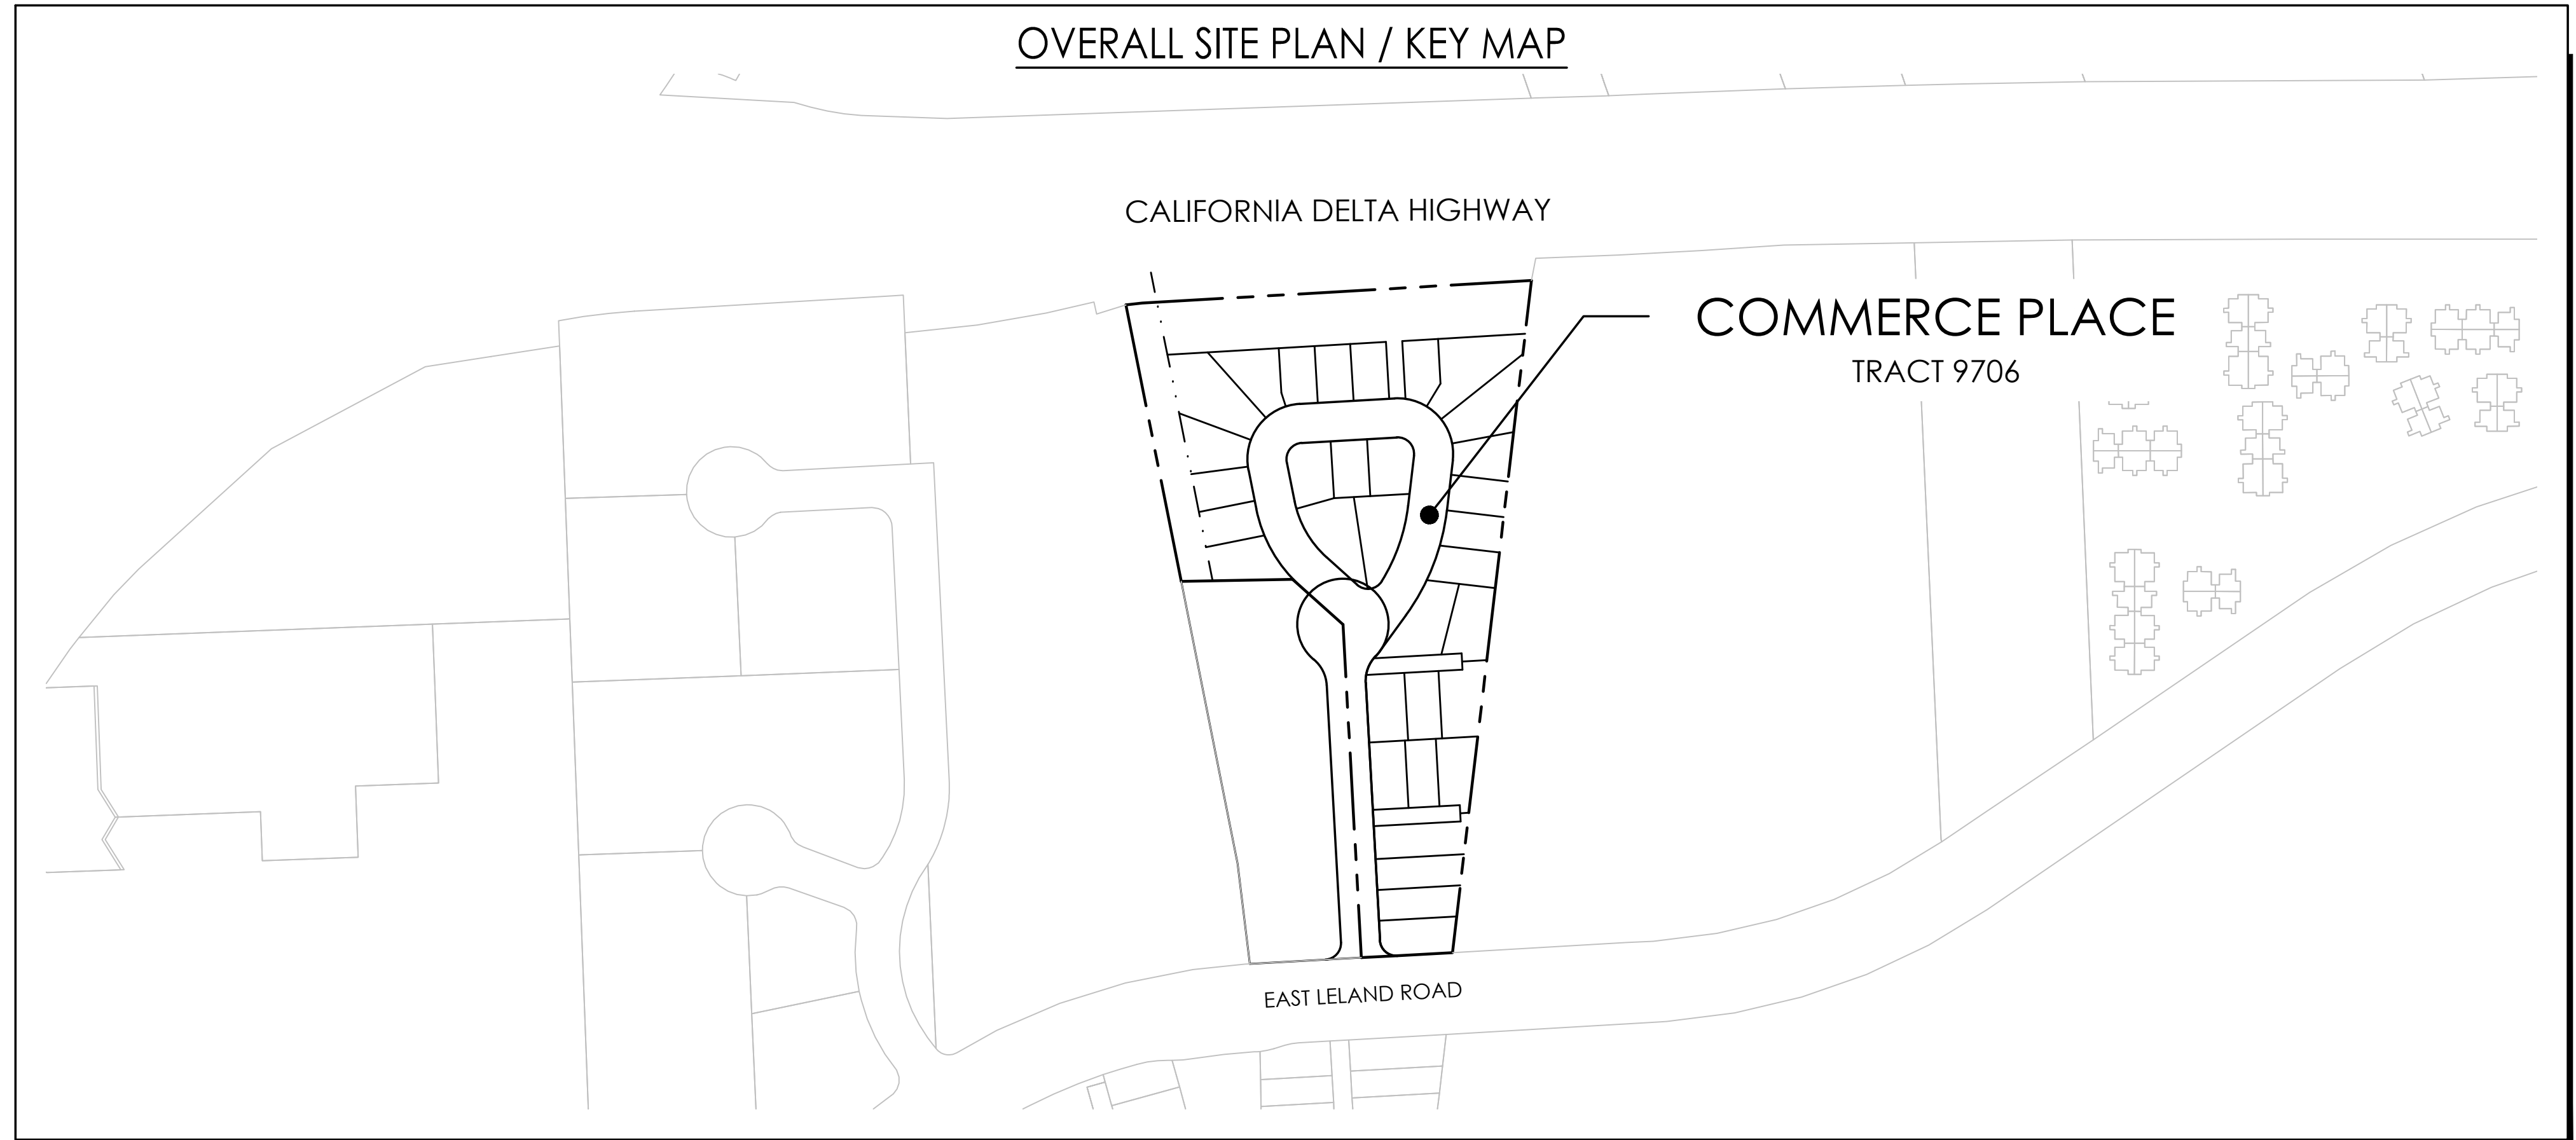 OVERALL SITE PLAN / KEY MAP
CALIFORNIA DELTA HIGHWAY
COMMERCE PLACE
TRACT 9706
EAST LELAND ROAD